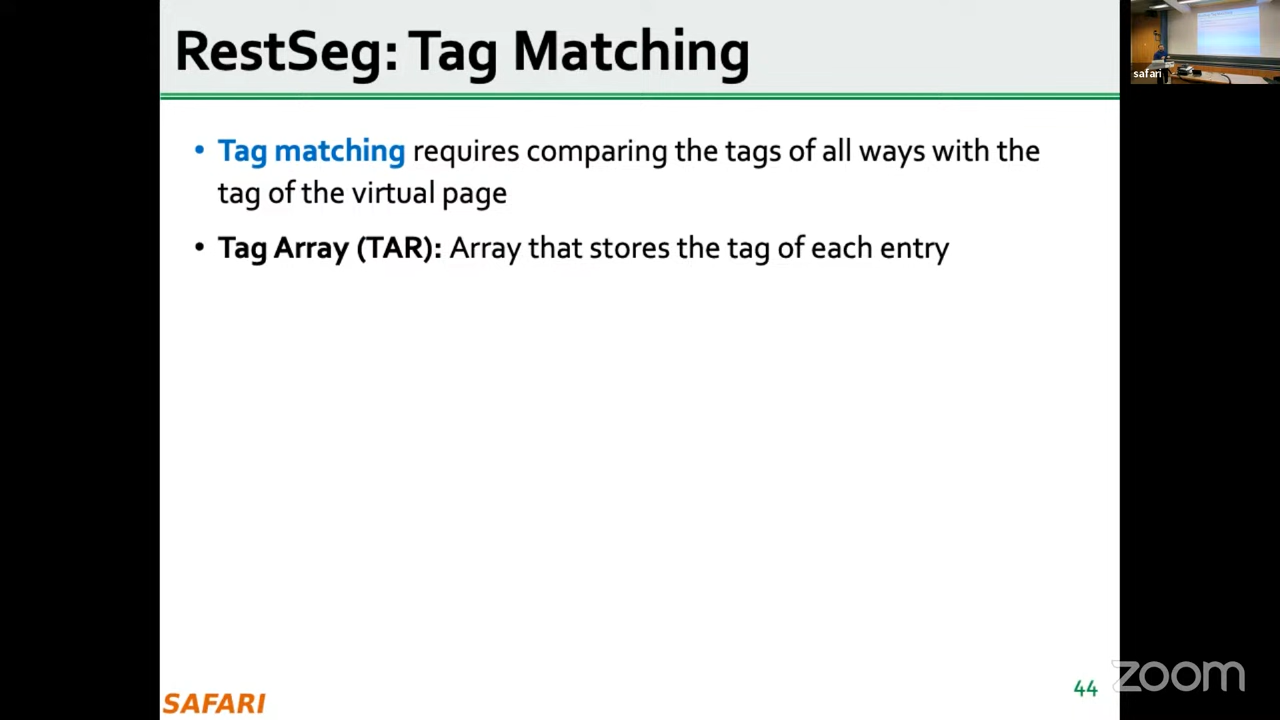 RestSeg: Tag Matching
safari
• Tag matching requires comparing the tags of all ways with the
tag of the virtual page
• Tag Array (TAR): Array that stores the tag of each entry
SAFARI
44
zoom